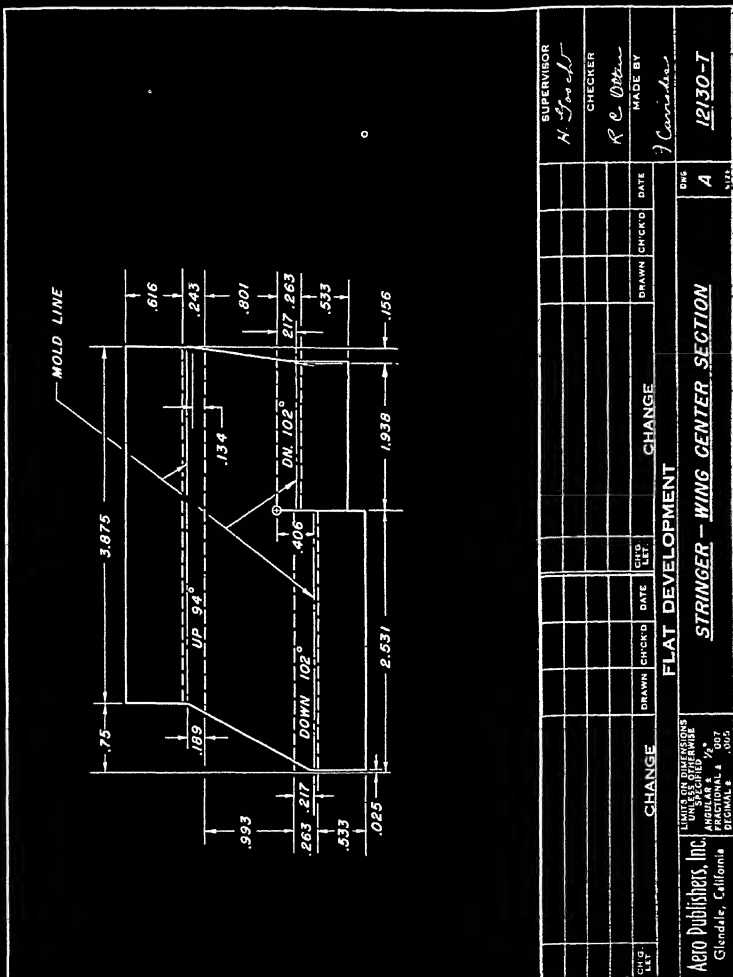 MOLD LINE
3.875
.75
.616
.243
.801
.217
.263
.533
.156
.134
.189
UP 94°
DN. 102°
.406
DOWN 102°
1.938
2.531
.993
.217
.263
.533
.025
SUPERVISOR
CHECKER
MADE BY
CH'G. LET
CHANGE
DRAWN
CH'CK'D
DATE
CH'G LET.
CHANGE
DRAWN
CH'CK'D
DATE
FLAT DEVELOPMENT
Aero Publishers, Inc.
Glendale, California
LIMITS ON DIMENSIONS
UNLESS OTHERWISE
SPECIFIED
ANGULAR ± ½°
FRACTIONAL ± .007
DECIMAL ± .005
STRINGER – WING CENTER SECTION
DWG
A
SIZE
12130-T